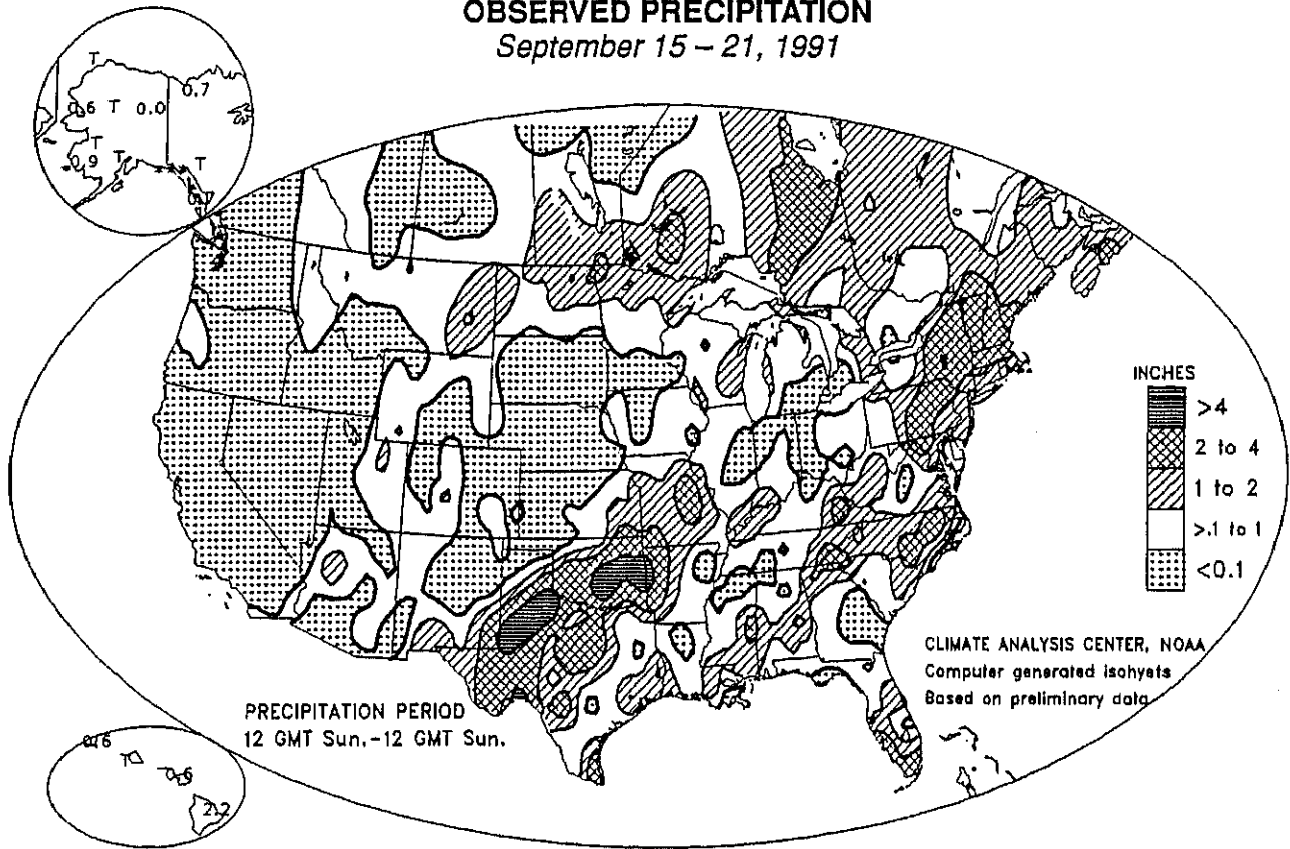 OBSERVED PRECIPITATION
September 15 – 21, 1991
T
0.7
0.6 T 0.0
T
0.9 T T
INCHES
>4
2 to 4
1 to 2
>.1 to 1
<0.1
CLIMATE ANALYSIS CENTER, NOAA
Computer generated isohyets
Based on preliminary data
PRECIPITATION PERIOD
12 GMT Sun.-12 GMT Sun.
0.6
T
2.2